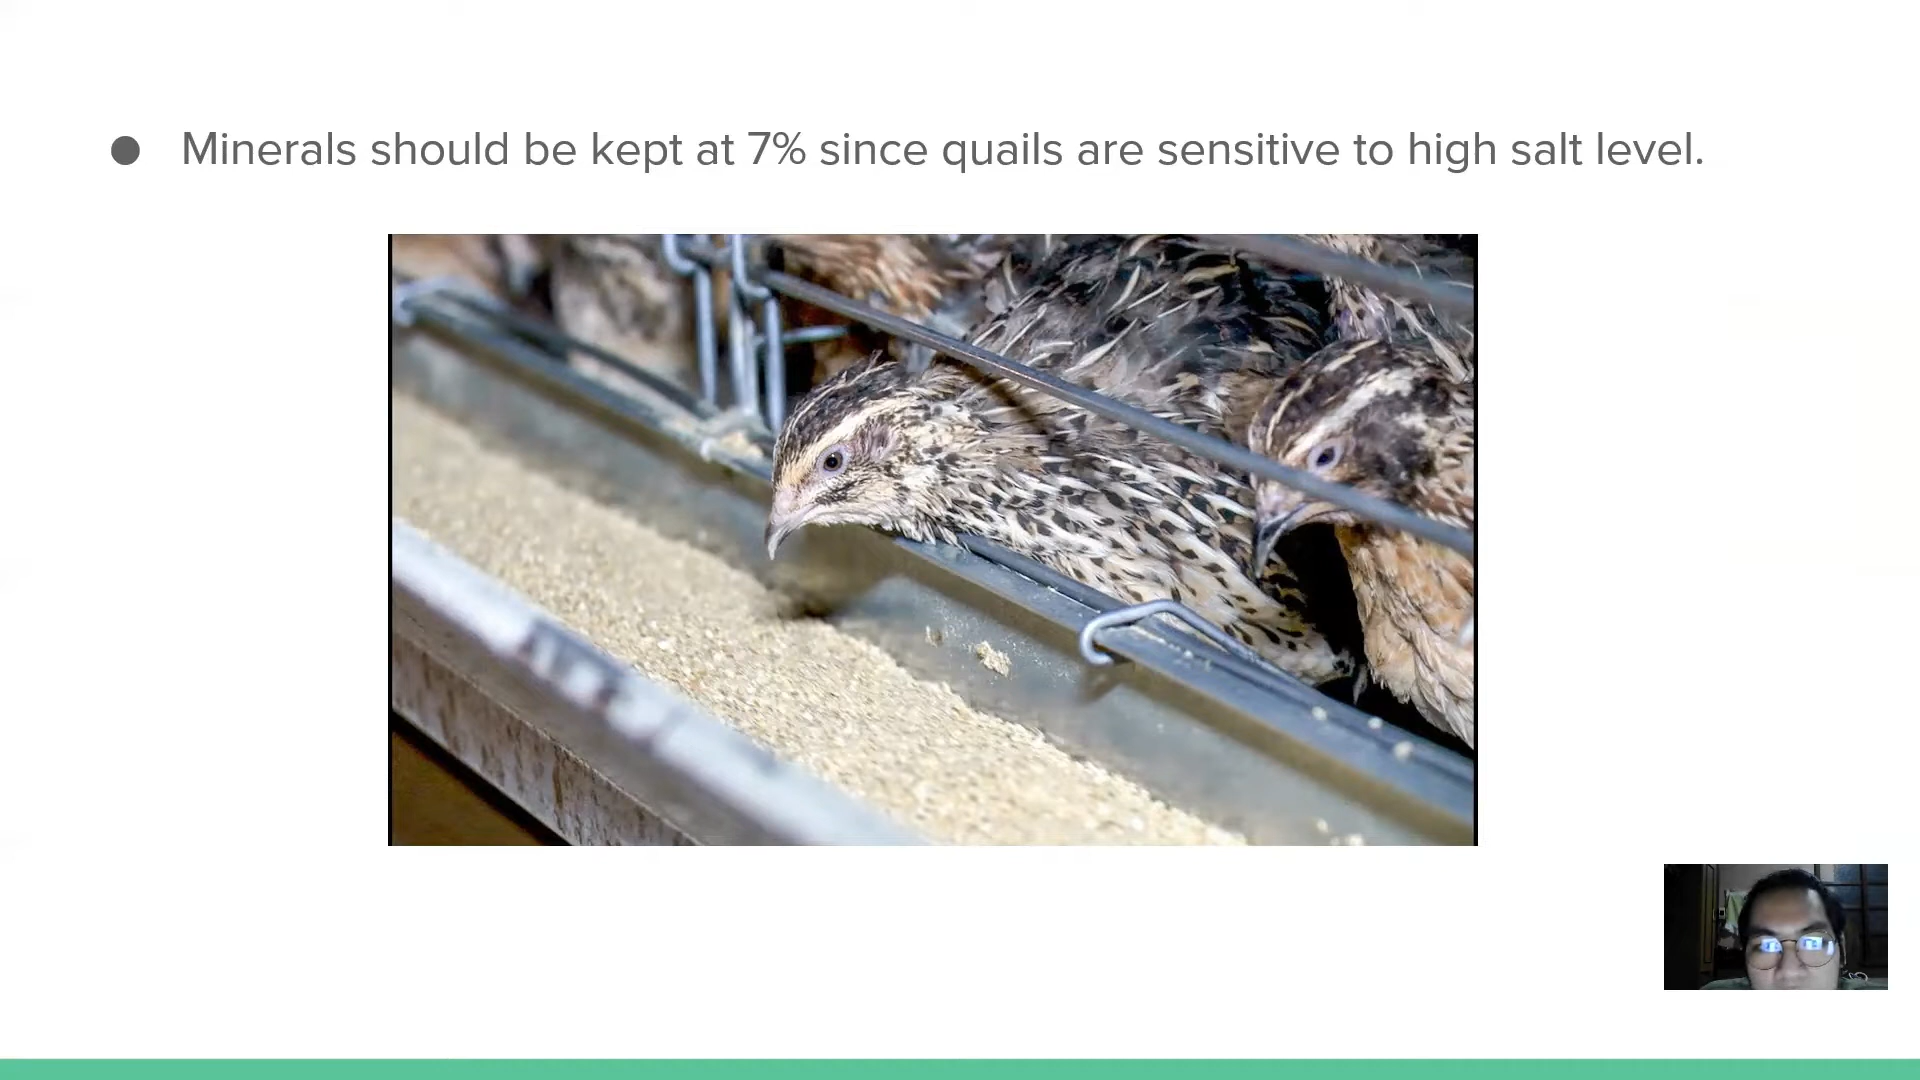 ● Minerals should be kept at 7% since quails are sensitive to high salt level.